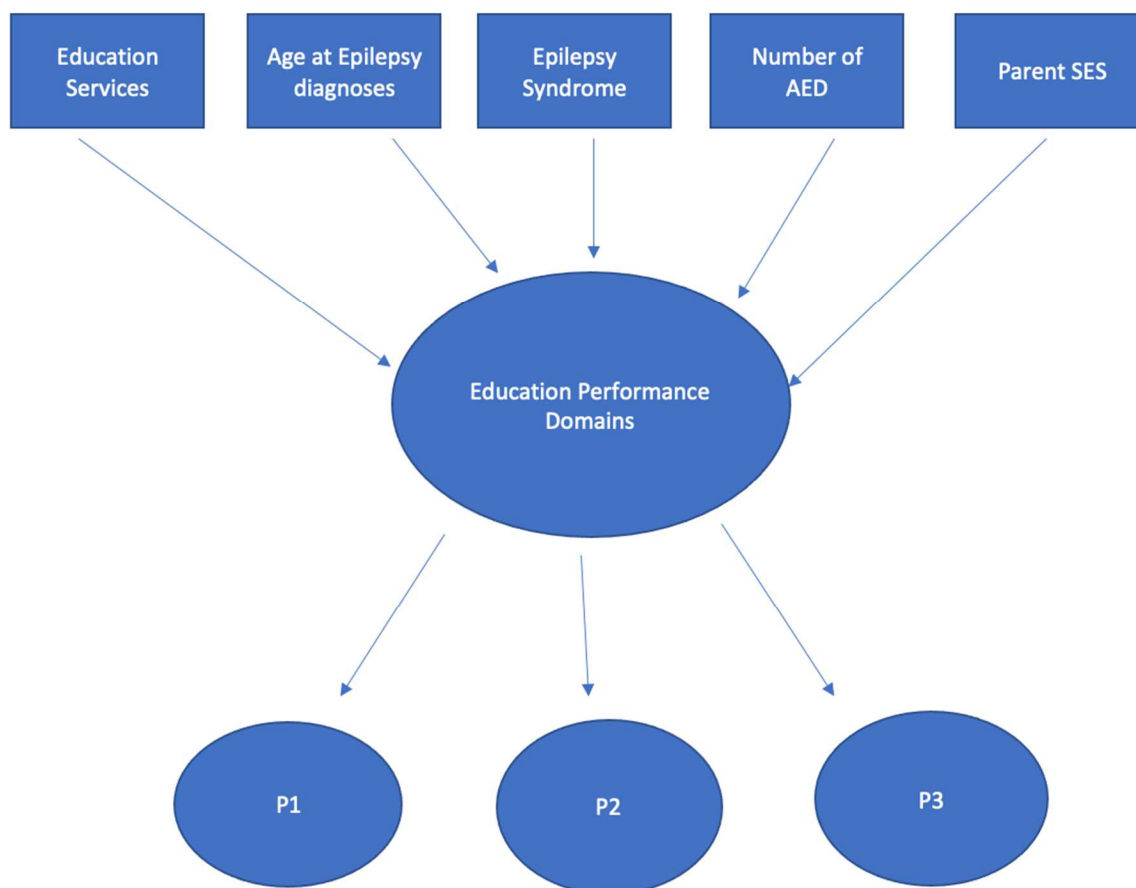 Education
Services
Age at Epilepsy
diagnoses
Epilepsy
Syndrome
Number of
AED
Parent SES
Education Performance
Domains
P1
P2
P3